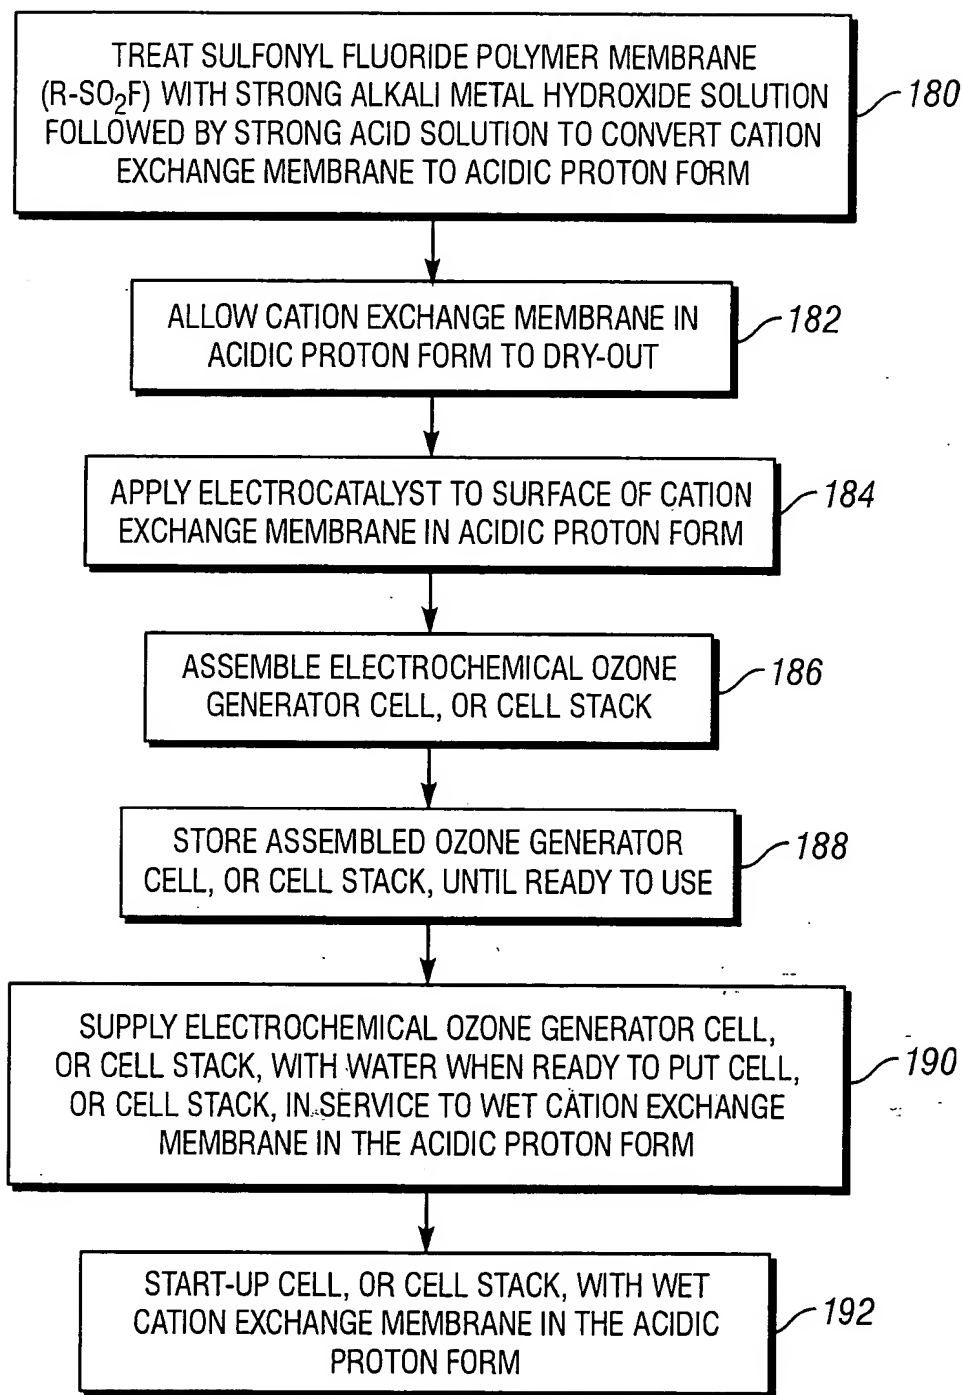 TREAT SULFONYL FLUORIDE POLYMER MEMBRANE
(R-SO₂F) WITH STRONG ALKALI METAL HYDROXIDE SOLUTION
FOLLOWED BY STRONG ACID SOLUTION TO CONVERT CATION
EXCHANGE MEMBRANE TO ACIDIC PROTON FORM
180
ALLOW CATION EXCHANGE MEMBRANE IN
ACIDIC PROTON FORM TO DRY-OUT
182
APPLY ELECTROCATALYST TO SURFACE OF CATION
EXCHANGE MEMBRANE IN ACIDIC PROTON FORM
184
ASSEMBLE ELECTROCHEMICAL OZONE
GENERATOR CELL, OR CELL STACK
186
STORE ASSEMBLED OZONE GENERATOR
CELL, OR CELL STACK, UNTIL READY TO USE
188
SUPPLY ELECTROCHEMICAL OZONE GENERATOR CELL,
OR CELL STACK, WITH WATER WHEN READY TO PUT CELL,
OR CELL STACK, IN SERVICE TO WET CATION EXCHANGE
MEMBRANE IN THE ACIDIC PROTON FORM
190
START-UP CELL, OR CELL STACK, WITH WET
CATION EXCHANGE MEMBRANE IN THE ACIDIC
PROTON FORM
192